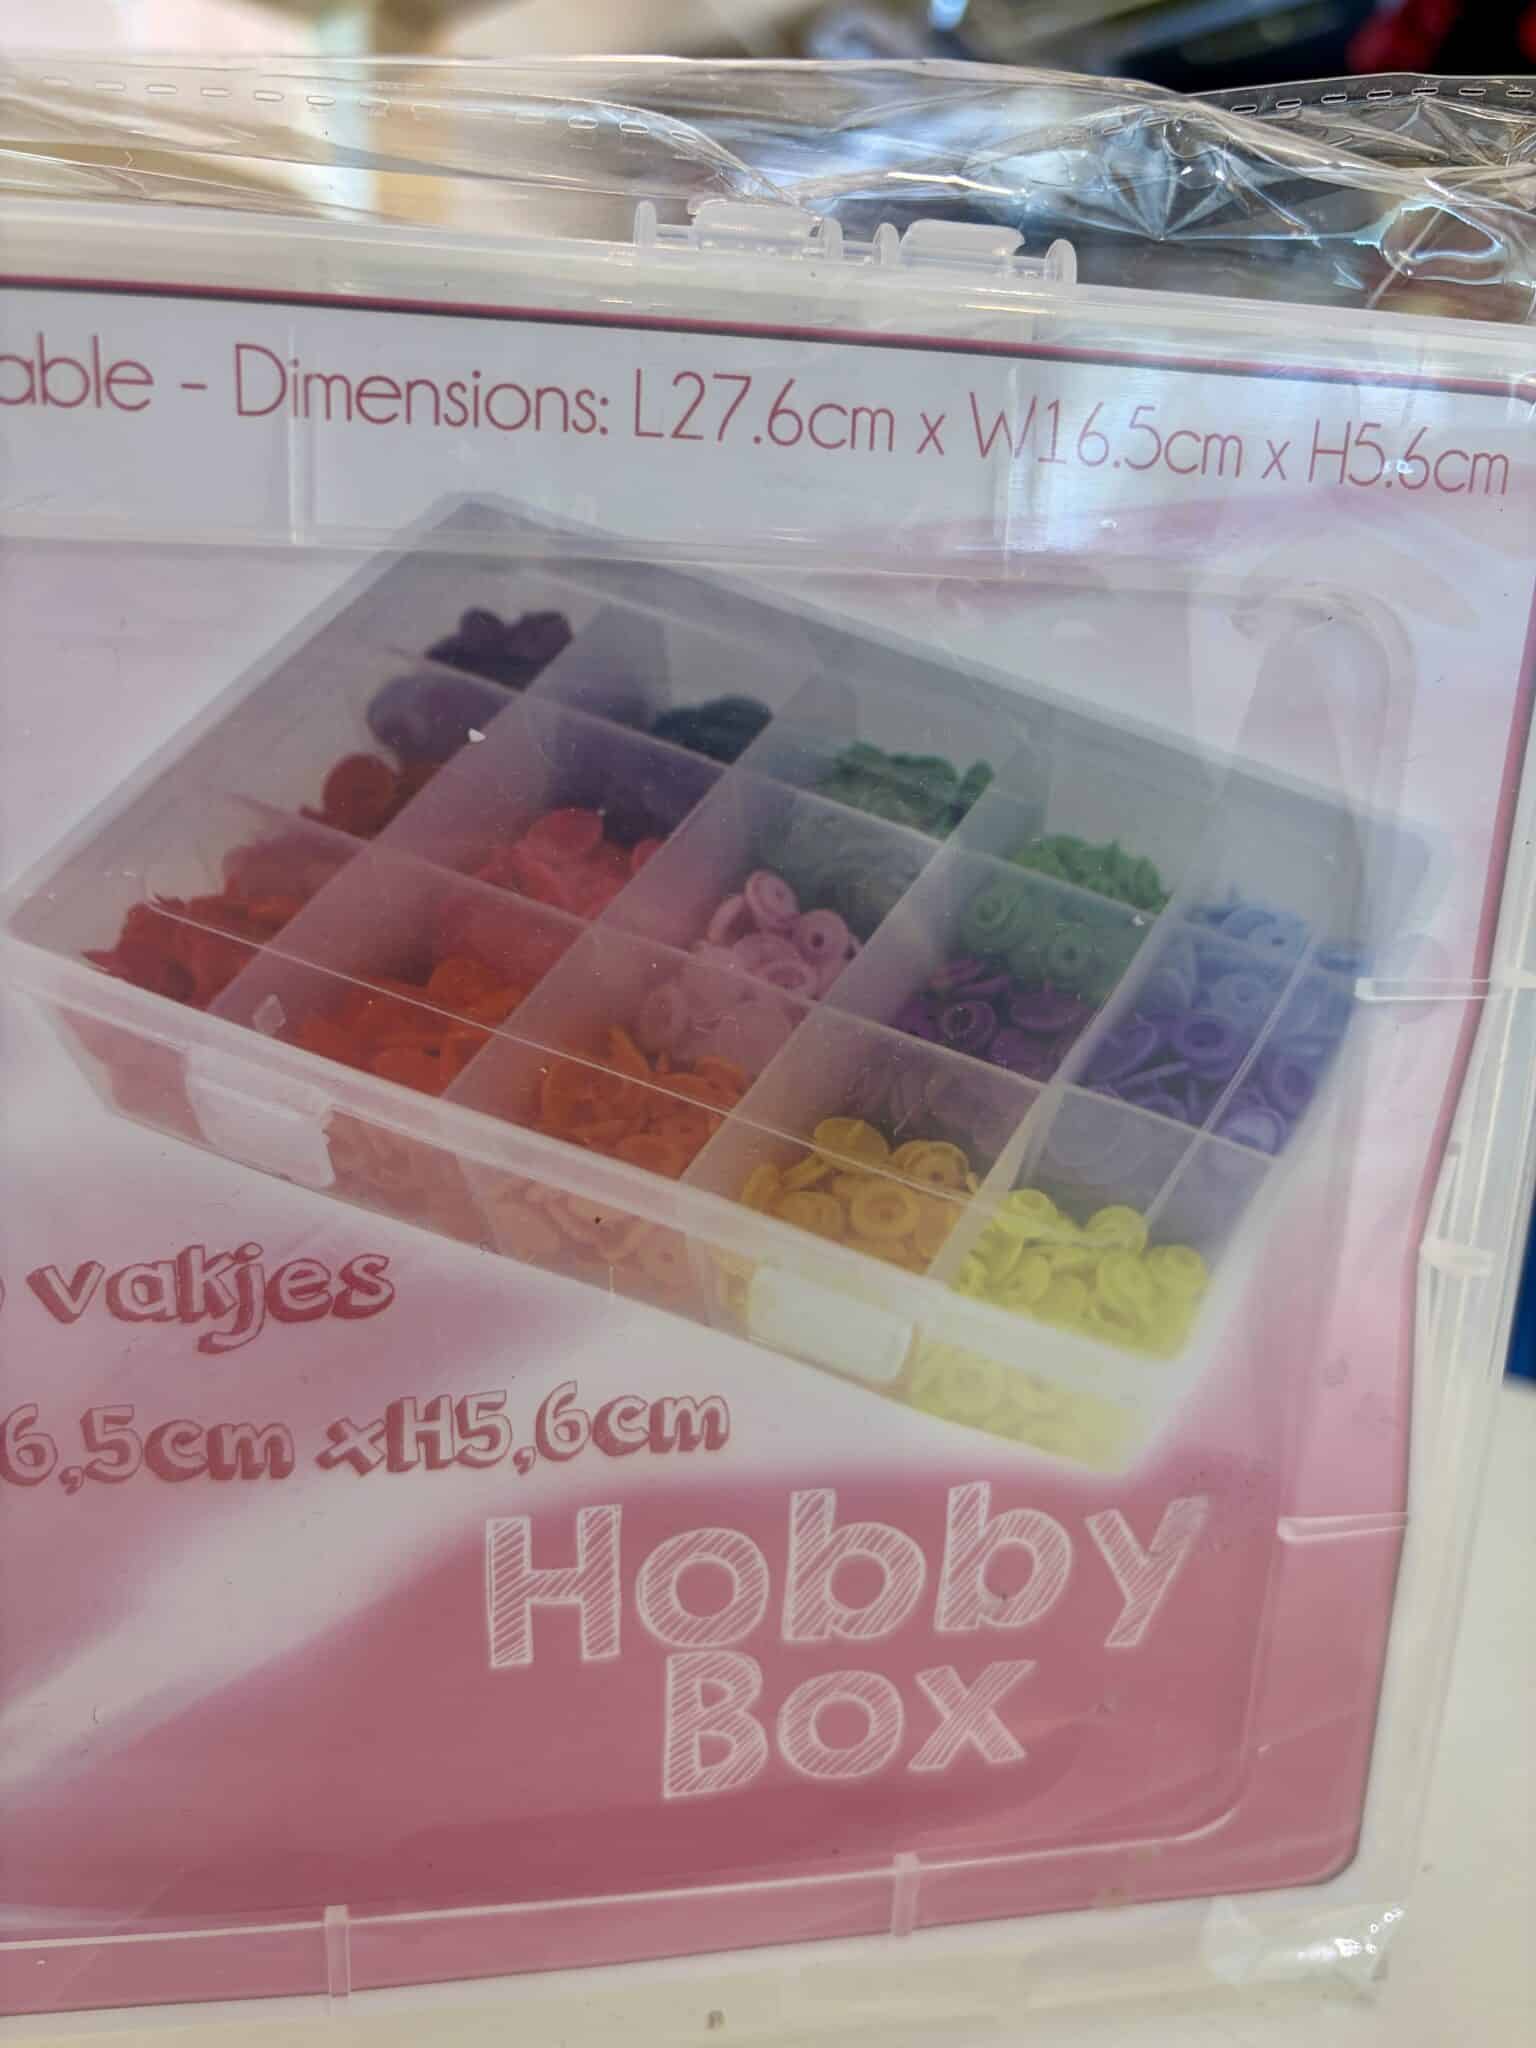 able - Dimensions: L27.6cm x W16.5cm x H5.6cm
vakjes
6,5cm xH5,6cm
Hobby
Box